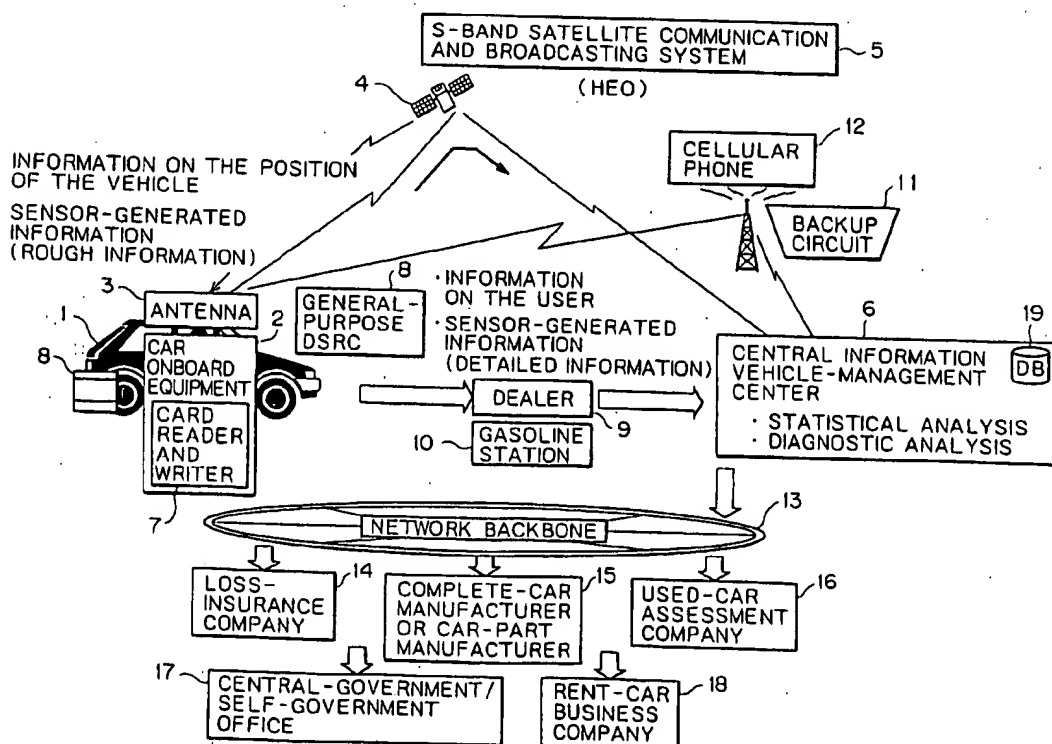 S-BAND SATELLITE COMMUNICATION
AND BROADCASTING SYSTEM
5
(HEO)
4
12
CELLULAR
PHONE
11
BACKUP
CIRCUIT
INFORMATION ON THE POSITION
OF THE VEHICLE
SENSOR-GENERATED
INFORMATION
(ROUGH INFORMATION)
3
ANTENNA
8
GENERAL-
PURPOSE
DSRC
· INFORMATION
ON THE USER
· SENSOR-GENERATED
INFORMATION
(DETAILED INFORMATION)
1
2
8
CAR
ONBOARD
EQUIPMENT
CARD
READER
AND
WRITER
7
DEALER
9
10
GASOLINE
STATION
6
19
CENTRAL INFORMATION
VEHICLE-MANAGEMENT
CENTER
DB
· STATISTICAL ANALYSIS
· DIAGNOSTIC ANALYSIS
13
NETWORK BACKBONE
14
LOSS-
INSURANCE
COMPANY
15
COMPLETE-CAR
MANUFACTURER
OR CAR-PART
MANUFACTURER
16
USED-CAR
ASSESSMENT
COMPANY
17
CENTRAL-GOVERNMENT/
SELF-GOVERNMENT
OFFICE
18
RENT-CAR
BUSINESS
COMPANY